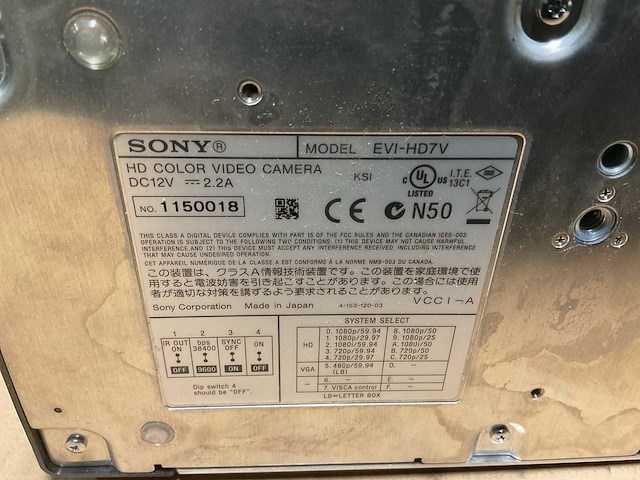 SONY® MODEL EVI-HD7V
HD COLOR VIDEO CAMERA
DC12V ⎓ 2.2A KSI
c UL us LISTED I.T.E. 13C1
NO. 1150018
CE N50
THIS CLASS A DIGITAL DEVICE COMPLIES WITH PART 15 OF THE FCC RULES AND THE CANADIAN ICES-003.
OPERATION IS SUBJECT TO THE FOLLOWING TWO CONDITIONS. (1) THIS DEVICE MAY NOT CAUSE HARMFUL
INTERFERENCE,AND (2) THIS DEVICE MUST ACCEPT ANY INTERFERENCE RECEIVED, INCLUDING INTERFERENCE
THAT MAY CAUSE UNDESIRED OPERATION.
CET APPAREIL NUMÉRIQUE DE LA CLASSE A EST CONFORME À LA NORME NMB-003 DU CANADA.
この装置は、クラスA情報技術装置です。この装置を家庭環境で使
用すると電波妨害を引き起こすことがあります。この場合には使用
者が適切な対策を講ずるよう要求されることがあります。 VCCI-A
Sony Corporation Made in Japan 4-153-120-03
1 2 3 4
IR OUT bps SYNC ON
ON 38400 OFF
OFF 9600 ON OFF
Dip switch 4
should be "OFF".
SYSTEM SELECT
HD
0. 1080p/59.94 8. 1080p/50
1. 1080p/29.97 9. 1080p/25
2. 1080i/59.94 A. 1080i/50
3. 720p/59.94 B. 720p/50
4. 720p/29.97 C. 720p/25
VGA 5. 480p/59.94 D. —
(LB)
— 6. — E. —
7. VISCA control F. —
LB=LETTER BOX